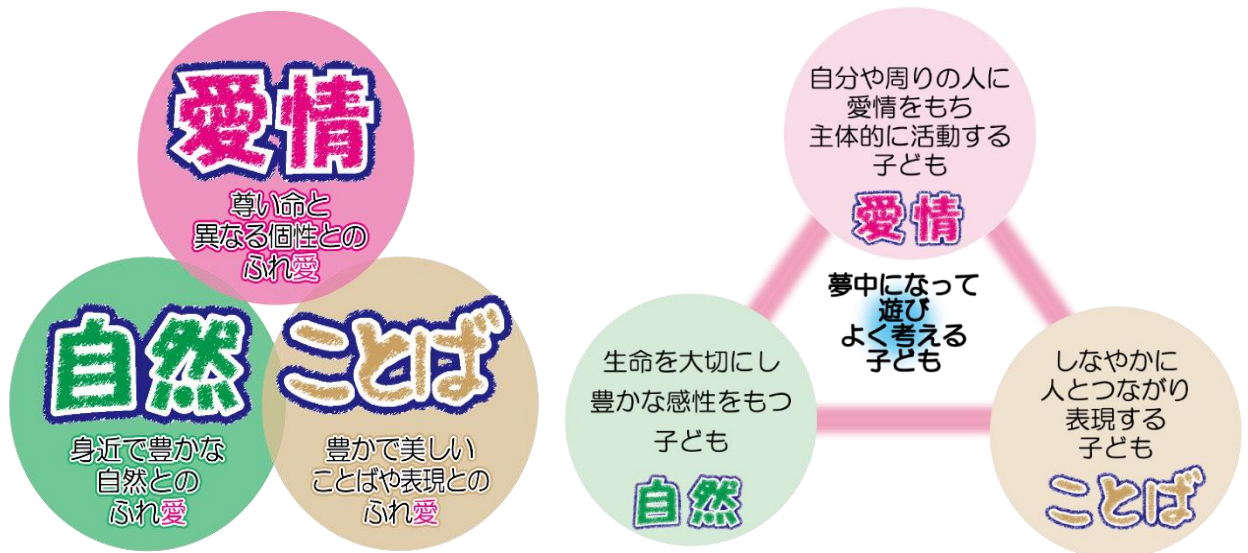 愛情
尊い命と
異なる個性との
ふれ愛
自然
身近で豊かな
自然との
ふれ愛
ことば
豊かで美しい
ことばや表現との
ふれ愛
自分や周りの人に
愛情をもち
主体的に活動する
子ども
愛情
夢中になって
遊び
よく考える
子ども
生命を大切にし
豊かな感性をもつ
子ども
自然
しなやかに
人とつながり
表現する
子ども
ことば